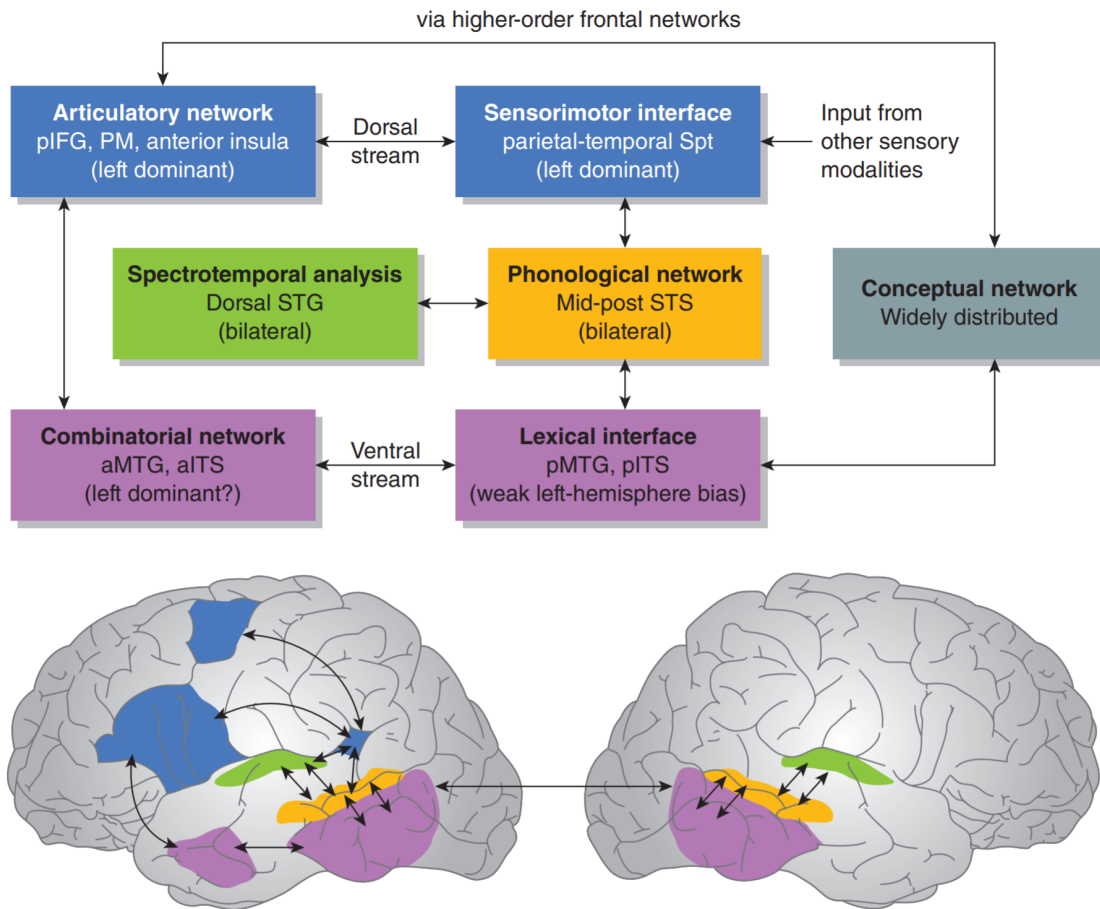 via higher-order frontal networks
Articulatory network
pIFG, PM, anterior insula
(left dominant)
Dorsal
stream
Sensorimotor interface
parietal-temporal Spt
(left dominant)
Input from
other sensory
modalities
Spectrotemporal analysis
Dorsal STG
(bilateral)
Phonological network
Mid-post STS
(bilateral)
Conceptual network
Widely distributed
Combinatorial network
aMTG, aITS
(left dominant?)
Ventral
stream
Lexical interface
pMTG, pITS
(weak left-hemisphere bias)